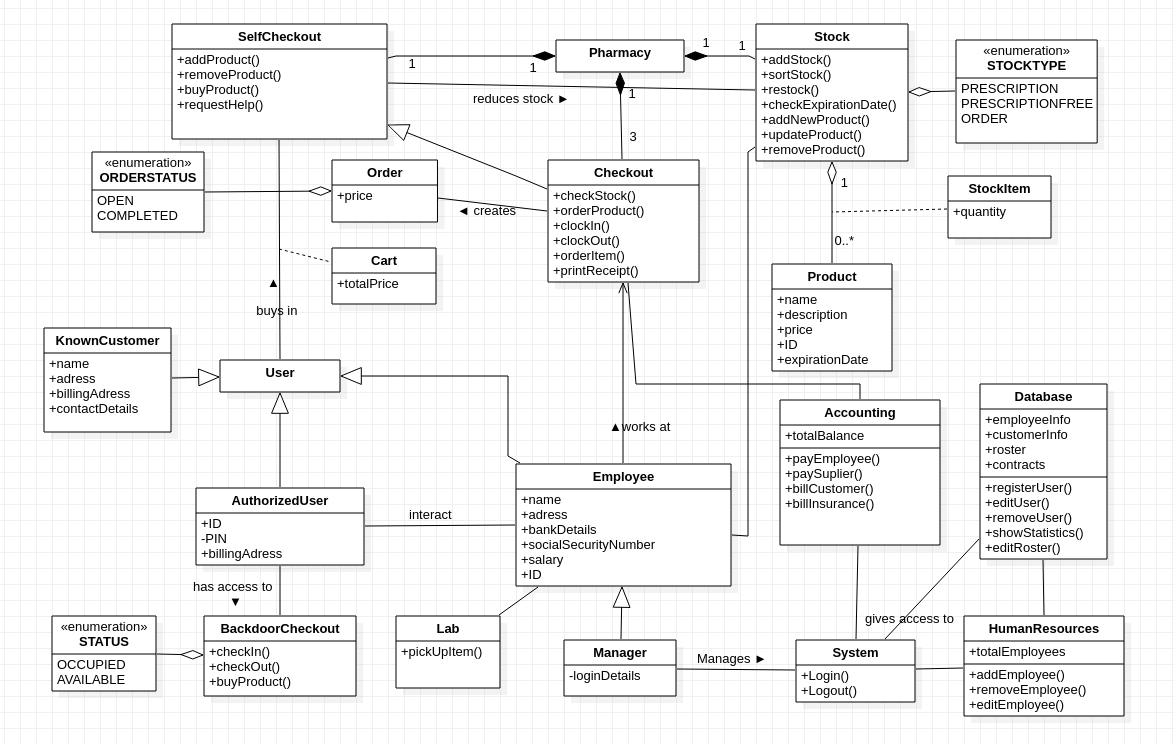 SelfCheckout
+addProduct()
+removeProduct()
+buyProduct()
+requestHelp()
1
1
Pharmacy
1
1
1
3
reduces stock ►
Stock
+addStock()
+sortStock()
+restock()
+checkExpirationDate()
+addNewProduct()
+updateProduct()
+removeProduct()
«enumeration»
STOCKTYPE
PRESCRIPTION
PRESCRIPTIONFREE
ORDER
«enumeration»
ORDERSTATUS
OPEN
COMPLETED
Order
+price
◄ creates
Checkout
+checkStock()
+orderProduct()
+clockIn()
+clockOut()
+orderItem()
+printReceipt()
1
0..*
StockItem
+quantity
Cart
+totalPrice
▲
buys in
Product
+name
+description
+price
+ID
+expirationDate
KnownCustomer
+name
+adress
+billingAdress
+contactDetails
User
▲works at
Accounting
+totalBalance
+payEmployee()
+paySuplier()
+billCustomer()
+billInsurance()
Database
+employeeInfo
+customerInfo
+roster
+contracts
+registerUser()
+editUser()
+removeUser()
+showStatistics()
+editRoster()
AuthorizedUser
+ID
-PIN
+billingAdress
interact
Employee
+name
+adress
+bankDetails
+socialSecurityNumber
+salary
+ID
has access to
▼
gives access to
«enumeration»
STATUS
OCCUPIED
AVAILABLE
BackdoorCheckout
+checkIn()
+checkOut()
+buyProduct()
Lab
+pickUpItem()
Manager
-loginDetails
Manages ►
System
+Login()
+Logout()
HumanResources
+totalEmployees
+addEmployee()
+removeEmployee()
+editEmployee()